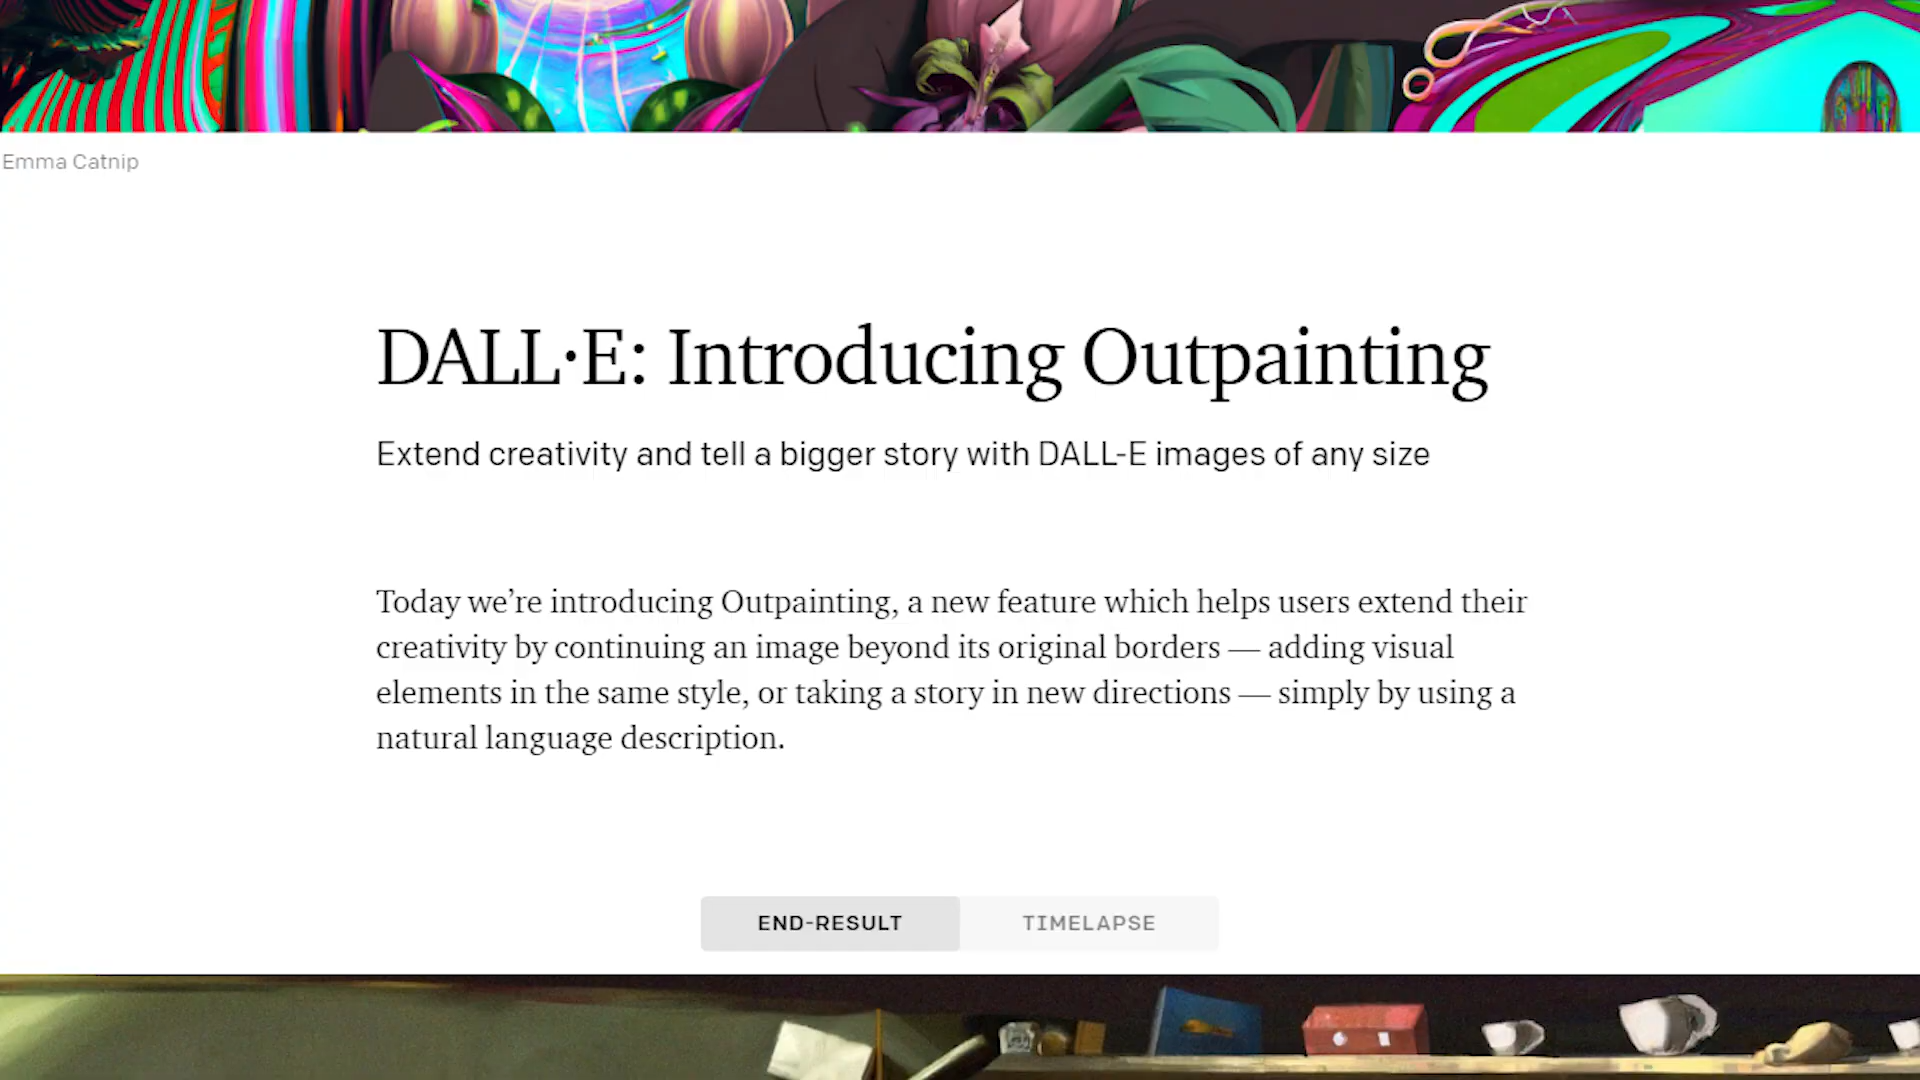 Emma Catnip
DALL·E: Introducing Outpainting
Extend creativity and tell a bigger story with DALL-E images of any size
Today we’re introducing Outpainting, a new feature which helps users extend their
creativity by continuing an image beyond its original borders — adding visual
elements in the same style, or taking a story in new directions — simply by using a
natural language description.
END-RESULT
TIMELAPSE